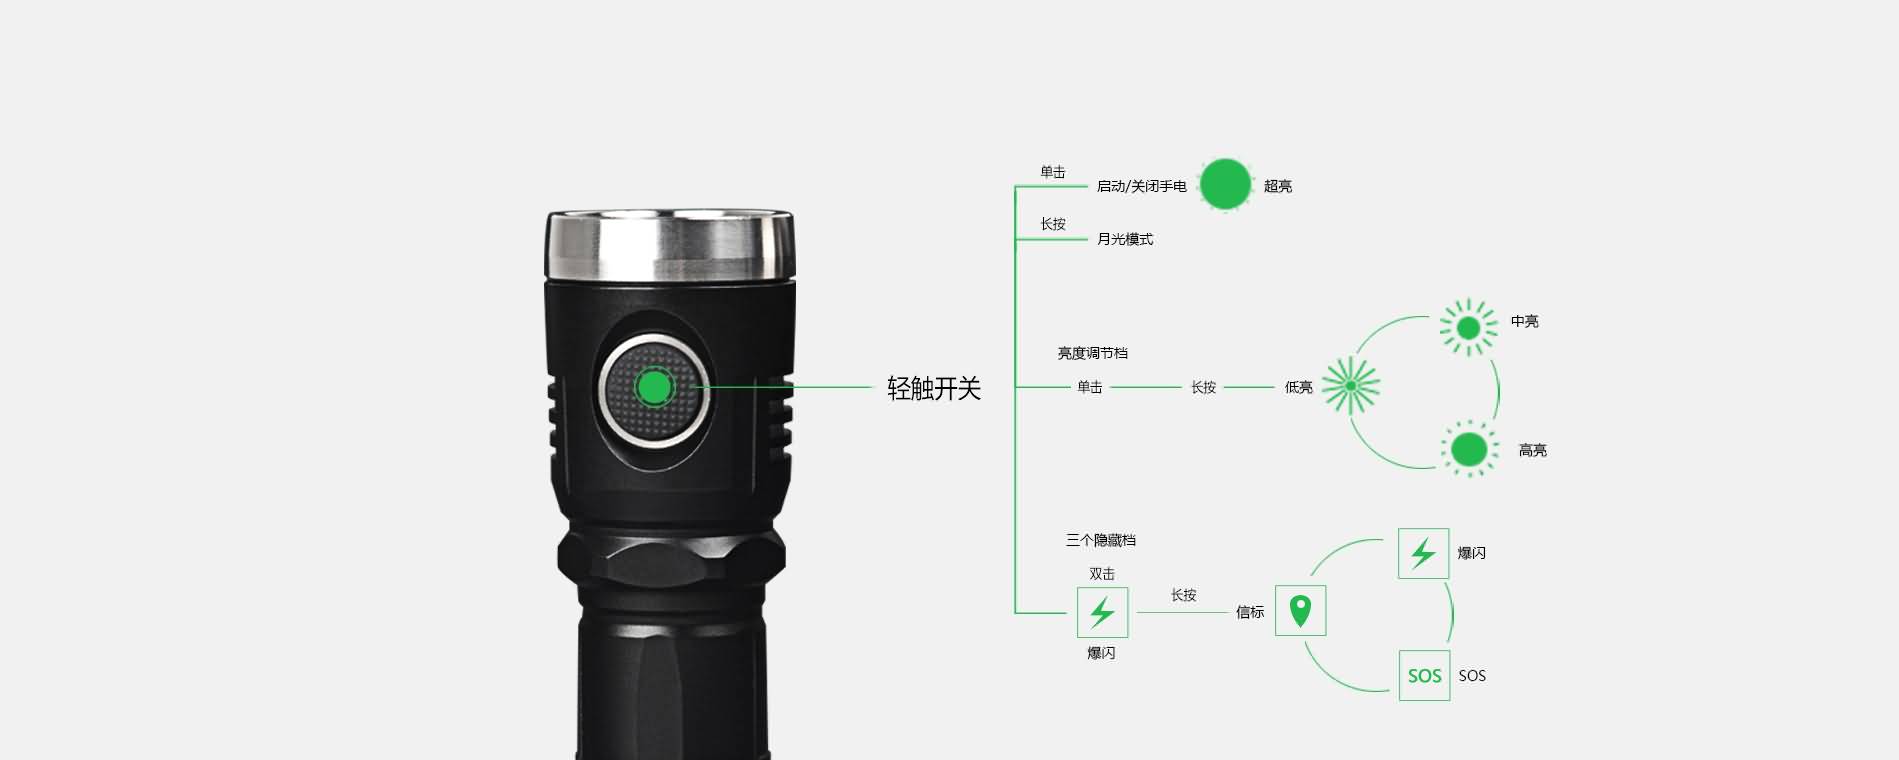 单击
启动/关闭手电
超亮
长按
月光模式
中亮
亮度调节档
轻触开关
单击
长按
低亮
高亮
三个隐藏档
双击
爆闪
长按
信标
爆闪
SOS
SOS